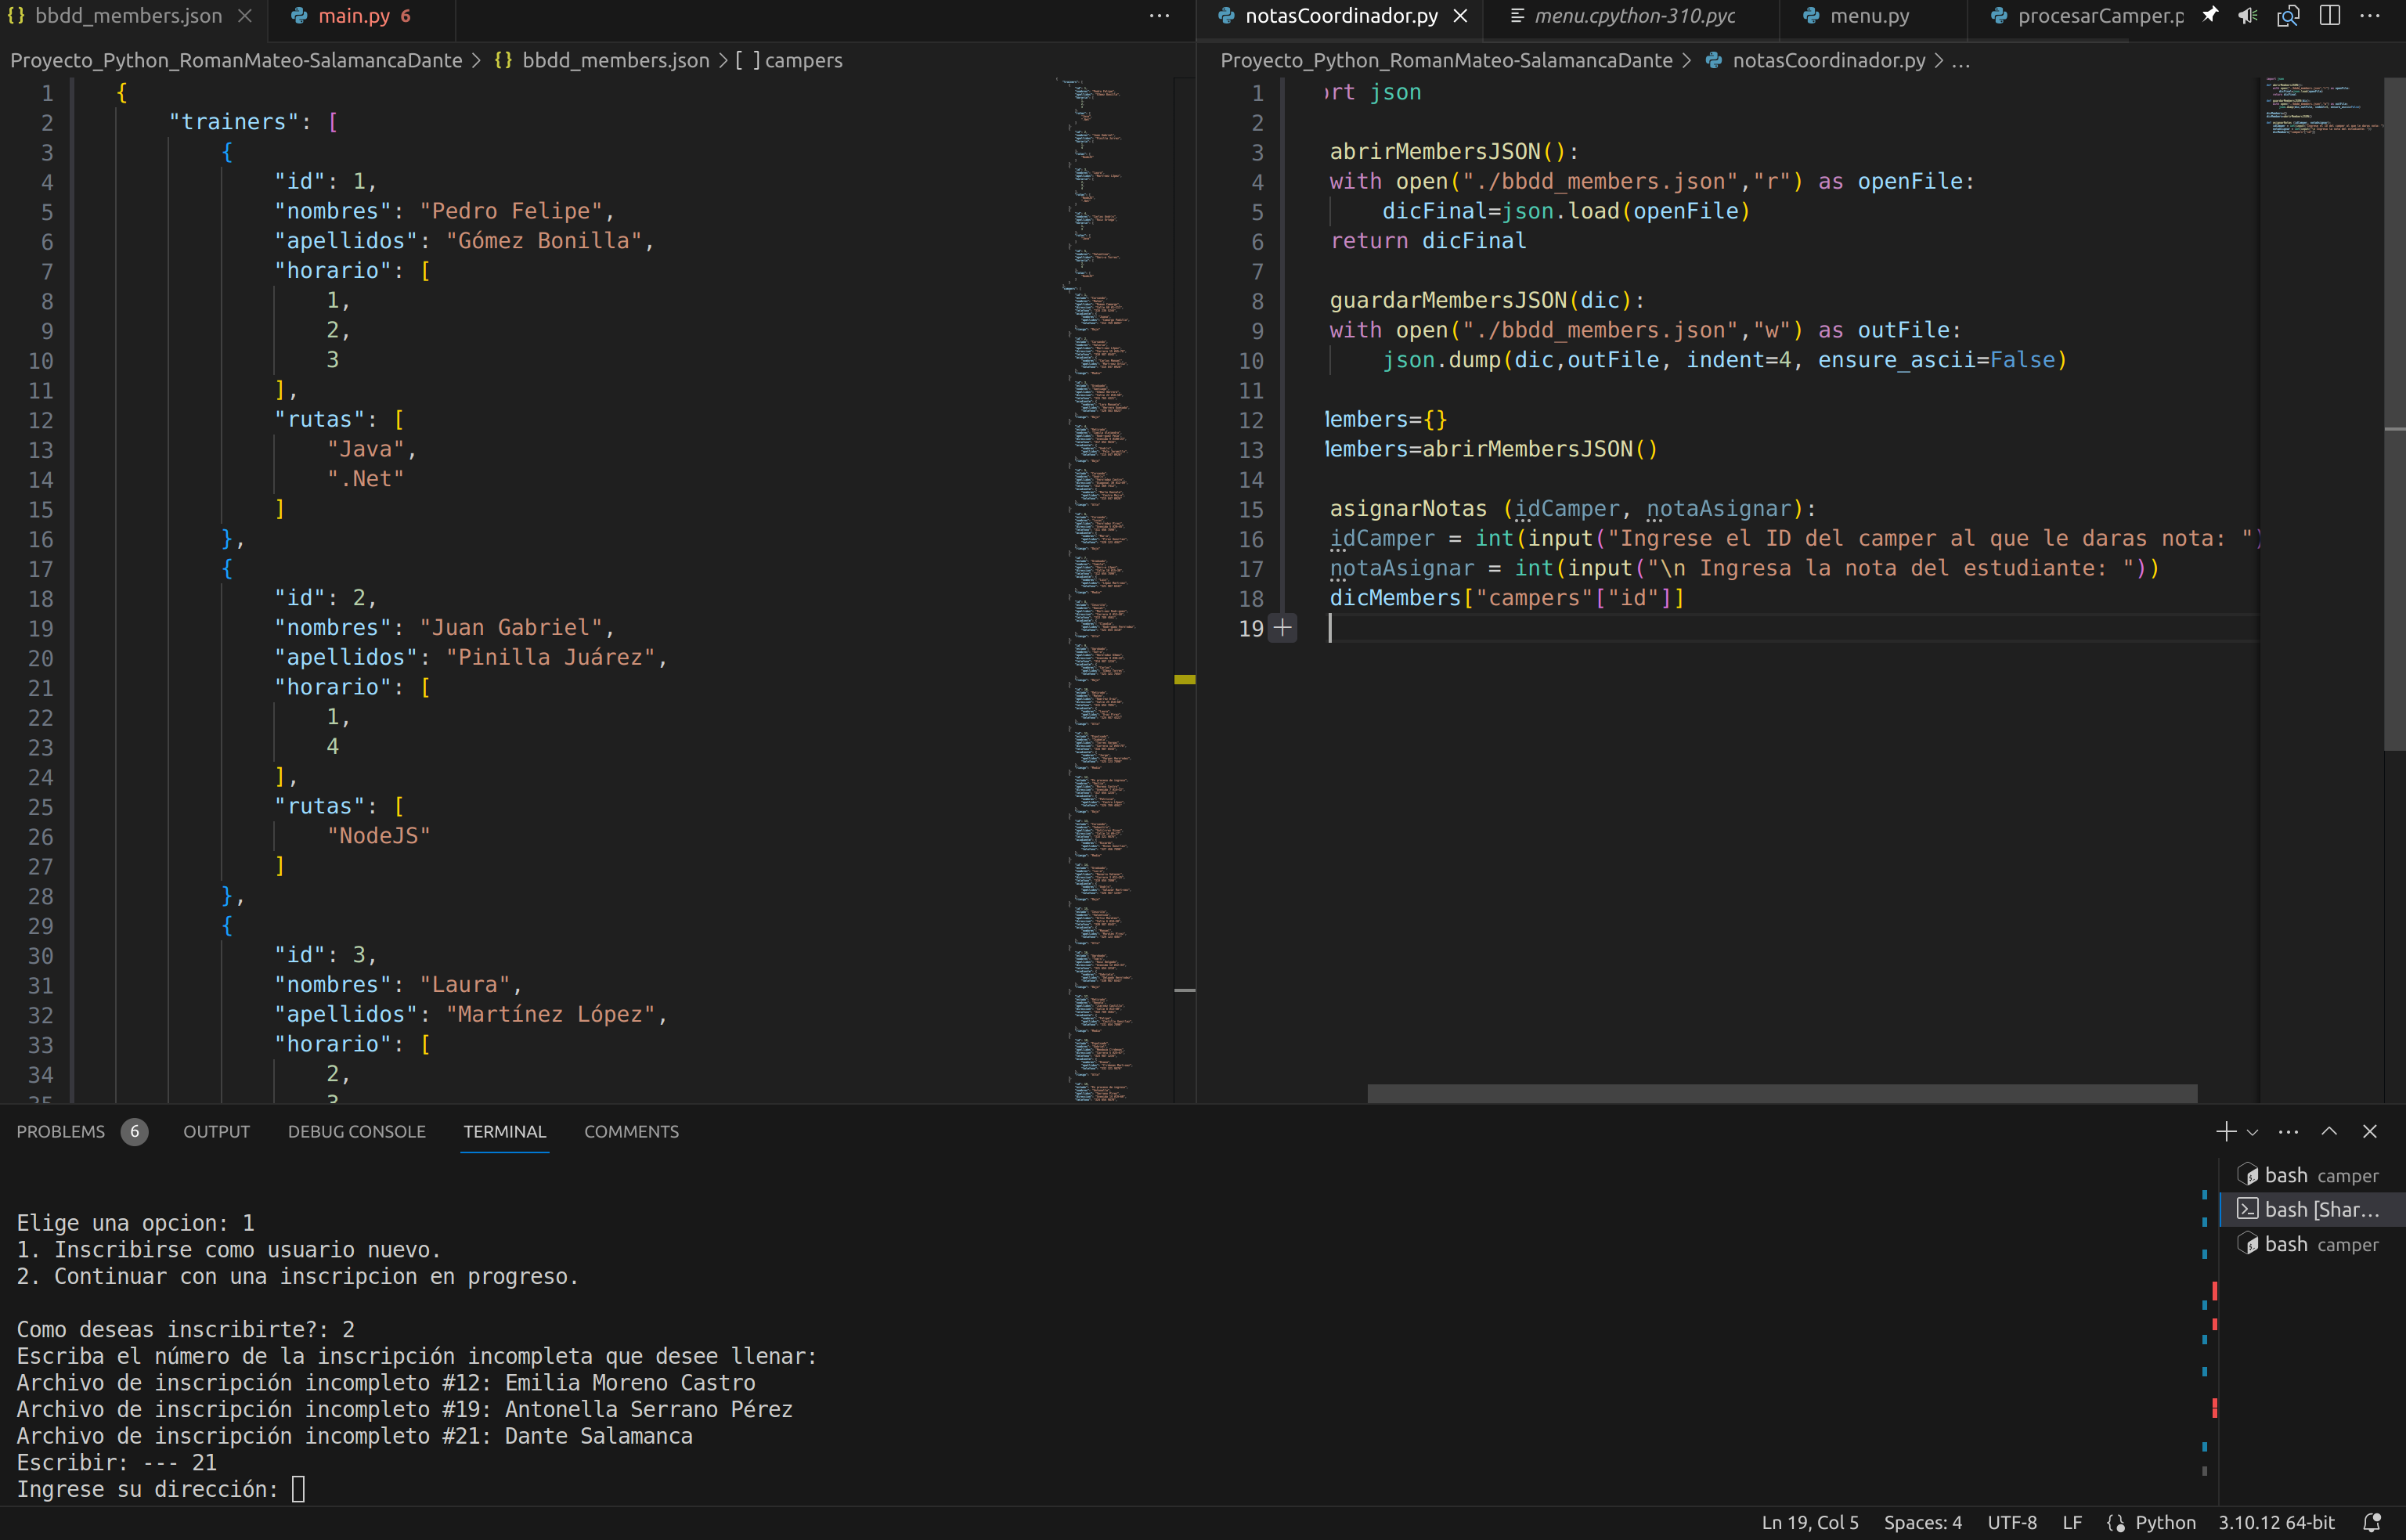 {} bbdd_members.json
main.py 6
notasCoordinador.py
menu.cpython-310.pyc
menu.py
procesarCamper.p
Proyecto_Python_RomanMateo-SalamancaDante > {} bbdd_members.json > [ ] campers
1 {
2 "trainers": [
3 {
4 "id": 1,
5 "nombres": "Pedro Felipe",
6 "apellidos": "Gómez Bonilla",
7 "horario": [
8 1,
9 2,
10 3
11 ],
12 "rutas": [
13 "Java",
14 ".Net"
15 ]
16 },
17 {
18 "id": 2,
19 "nombres": "Juan Gabriel",
20 "apellidos": "Pinilla Juárez",
21 "horario": [
22 1,
23 4
24 ],
25 "rutas": [
26 "NodeJS"
27 ]
28 },
29 {
30 "id": 3,
31 "nombres": "Laura",
32 "apellidos": "Martínez López",
33 "horario": [
34 2,
35 3
Proyecto_Python_RomanMateo-SalamancaDante > notasCoordinador.py > ...
1 ort json
2
3 abrirMembersJSON():
4 with open("./bbdd_members.json","r") as openFile:
5 dicFinal=json.load(openFile)
6 return dicFinal
7
8 guardarMembersJSON(dic):
9 with open("./bbdd_members.json","w") as outFile:
10 json.dump(dic,outFile, indent=4, ensure_ascii=False)
11
12 Members={}
13 Members=abrirMembersJSON()
14
15 asignarNotas (idCamper, notaAsignar):
16 idCamper = int(input("Ingrese el ID del camper al que le daras nota: ")
17 notaAsignar = int(input("\n Ingresa la nota del estudiante: "))
18 dicMembers["campers"["id"]]
19
PROBLEMS 6 OUTPUT DEBUG CONSOLE TERMINAL COMMENTS
Elige una opcion: 1
1. Inscribirse como usuario nuevo.
2. Continuar con una inscripcion en progreso.
Como deseas inscribirte?: 2
Escriba el número de la inscripción incompleta que desee llenar:
Archivo de inscripción incompleto #12: Emilia Moreno Castro
Archivo de inscripción incompleto #19: Antonella Serrano Pérez
Archivo de inscripción incompleto #21: Dante Salamanca
Escribir: --- 21
Ingrese su dirección:
bash camper
bash [Shar...
bash camper
Ln 19, Col 5 Spaces: 4 UTF-8 LF {} Python 3.10.12 64-bit